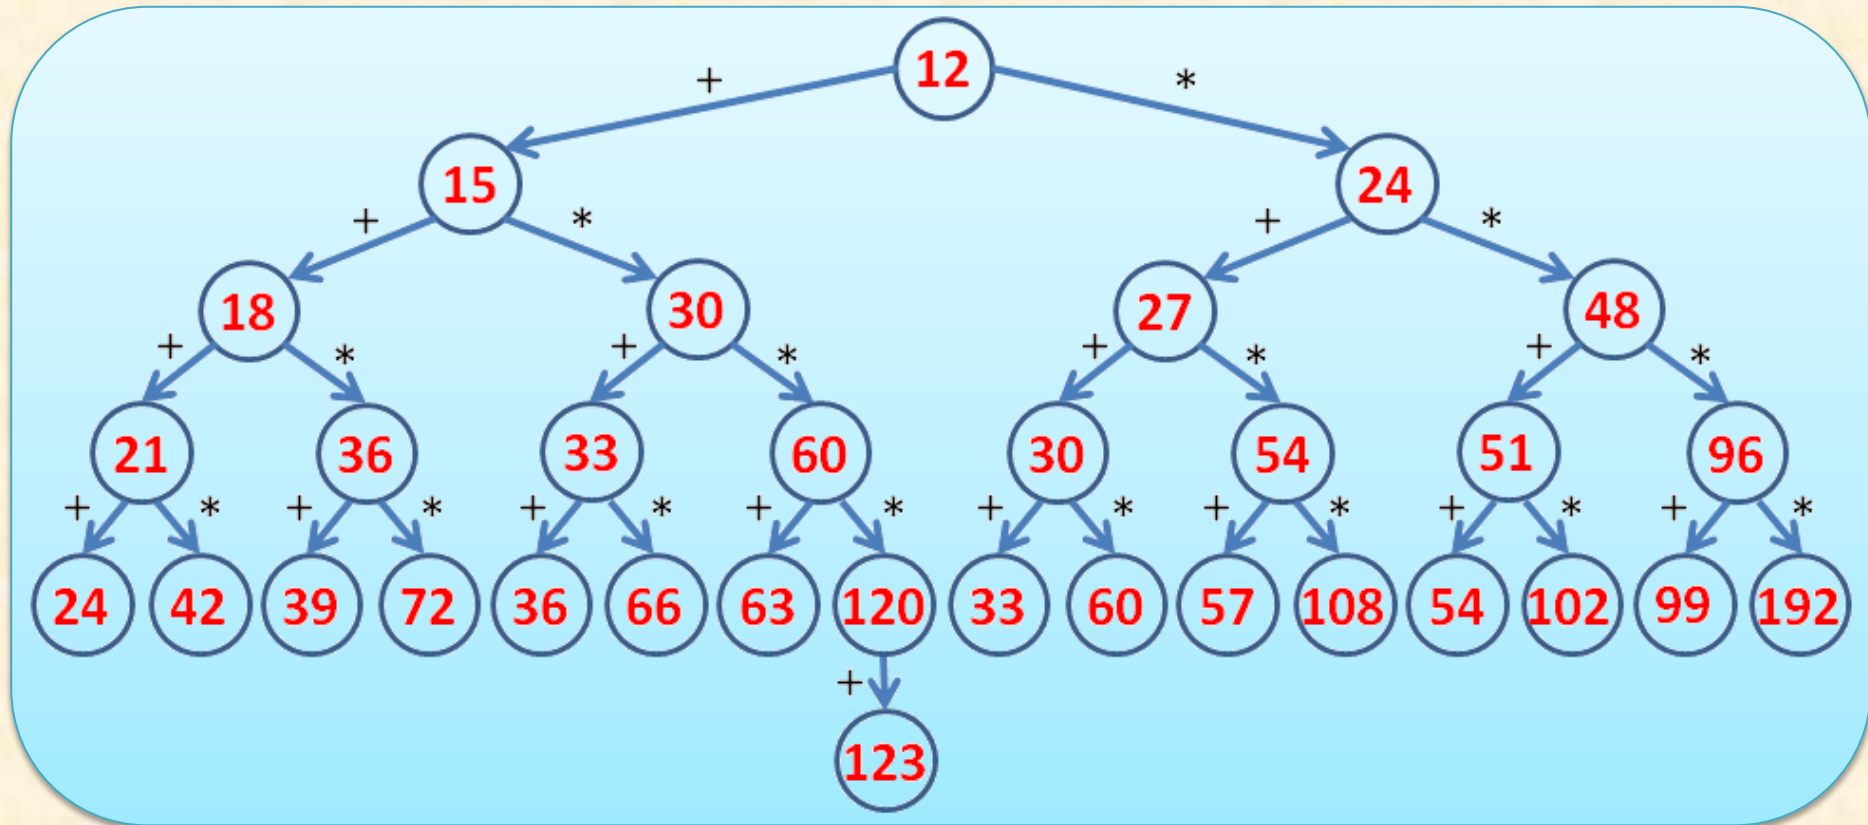 12
+ *
15 24
+ * + *
18 30 27 48
+ * + * + * + *
21 36 33 60 30 54 51 96
+ * + * + * + * + * + * + * + *
24 42 39 72 36 66 63 120 33 60 57 108 54 102 99 192
+
123